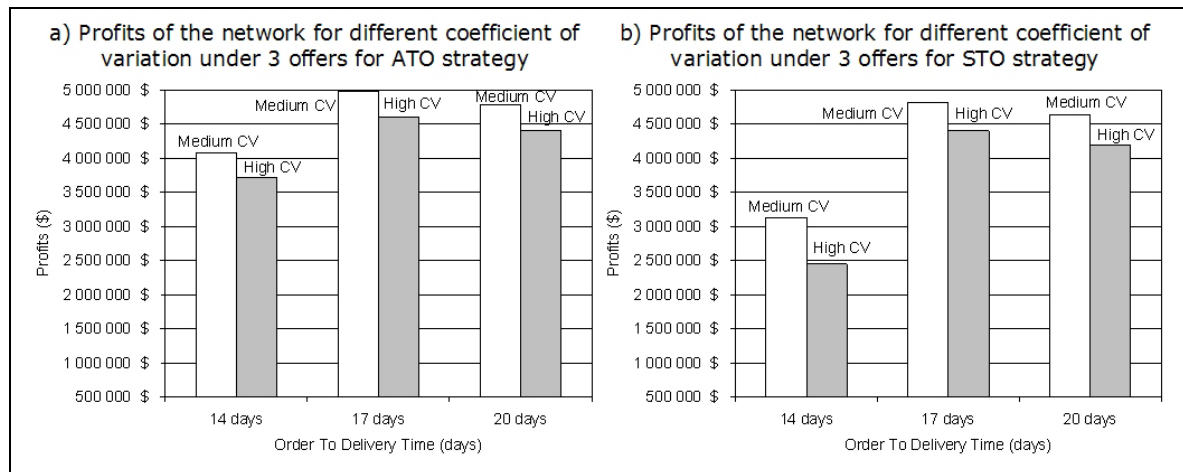 a) Profits of the network for different coefficient of
variation under 3 offers for ATO strategy
5 000 000 $
4 500 000 $
4 000 000 $
3 500 000 $
3 000 000 $
2 500 000 $
2 000 000 $
1 500 000 $
1 000 000 $
500 000 $
Profits ($)
Medium CV
High CV
Medium CV
High CV
Medium CV
High CV
14 days
17 days
20 days
Order To Delivery Time (days)
b) Profits of the network for different coefficient of
variation under 3 offers for STO strategy
5 000 000 $
4 500 000 $
4 000 000 $
3 500 000 $
3 000 000 $
2 500 000 $
2 000 000 $
1 500 000 $
1 000 000 $
500 000 $
Profits ($)
Medium CV
High CV
Medium CV
High CV
Medium CV
High CV
14 days
17 days
20 days
Order To Delivery Time (days)